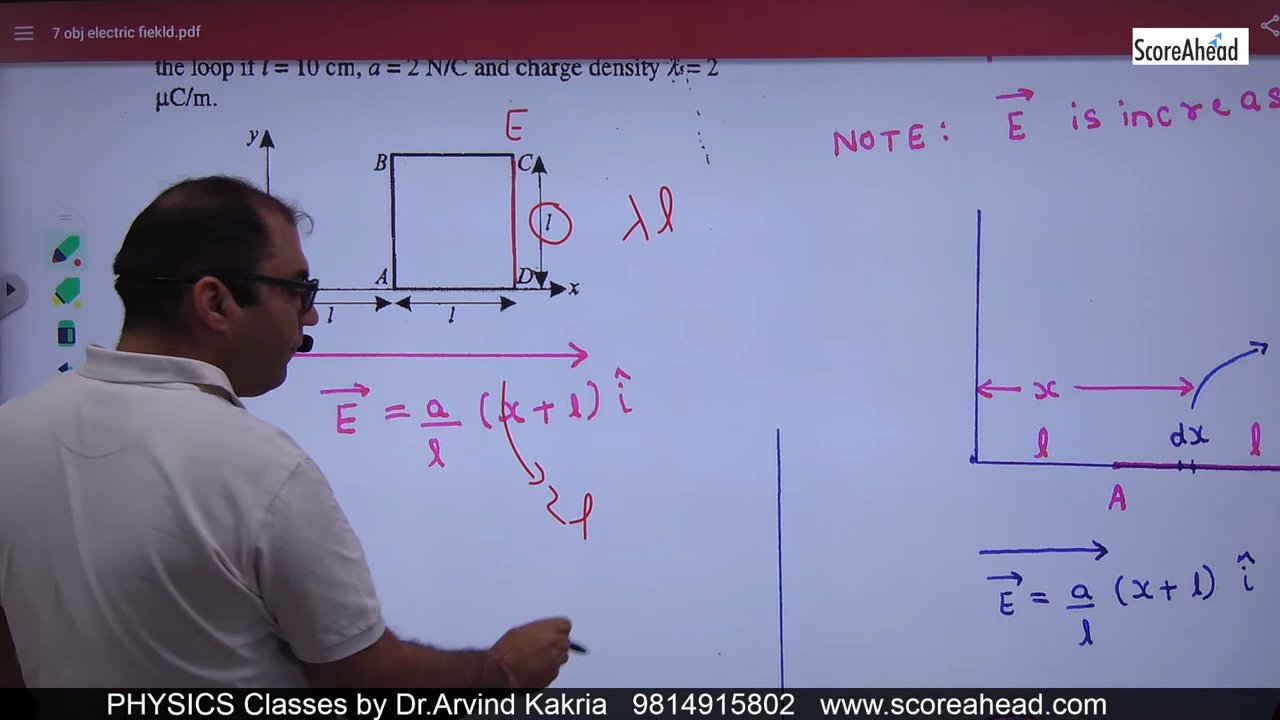 7 obj electric fiekld.pdf
ScoreAhead
the loop if l = 10 cm, a = 2 N/C and charge density λ = 2
μC/m.
NOTE: E⃗ is increas
E
y
B
C
l
λl
A
D
x
l
l
x
E⃗ = a/l (x + l) î
2l
dx
l
l
A
E⃗ = a/l (x + l) î
PHYSICS Classes by Dr.Arvind Kakria 9814915802 www.scoreahead.com